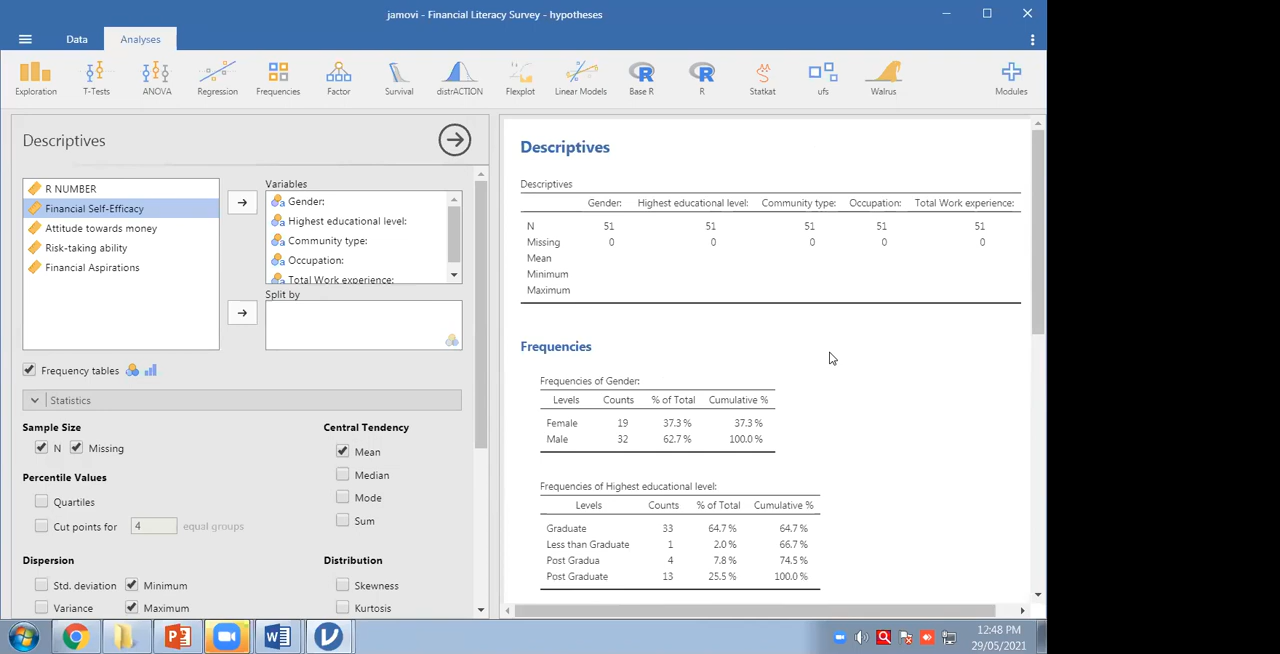 jamovi - Financial Literacy Survey - hypotheses
Data Analyses
Exploration T-Tests ANOVA Regression Frequencies Factor Survival distrACTION Flexplot Linear Models Base R R Statkat ufs Walrus Modules
Descriptives
R NUMBER
Financial Self-Efficacy
Attitude towards money
Risk-taking ability
Financial Aspirations
Variables
Gender:
Highest educational level:
Community type:
Occupation:
Total Work experience:
Split by
Frequency tables
Statistics
Sample Size
N Missing
Percentile Values
Quartiles
Cut points for 4 equal groups
Dispersion
Std. deviation Minimum
Variance Maximum
Central Tendency
Mean
Median
Mode
Sum
Distribution
Skewness
Kurtosis
Descriptives
Descriptives
Gender: Highest educational level: Community type: Occupation: Total Work experience:
N 51 51 51 51 51
Missing 0 0 0 0 0
Mean
Minimum
Maximum
Frequencies
Frequencies of Gender:
Levels Counts % of Total Cumulative %
Female 19 37.3 % 37.3 %
Male 32 62.7 % 100.0 %
Frequencies of Highest educational level:
Levels Counts % of Total Cumulative %
Graduate 33 64.7 % 64.7 %
Less than Graduate 1 2.0 % 66.7 %
Post Gradua 4 7.8 % 74.5 %
Post Graduate 13 25.5 % 100.0 %
12:48 PM
29/05/2021